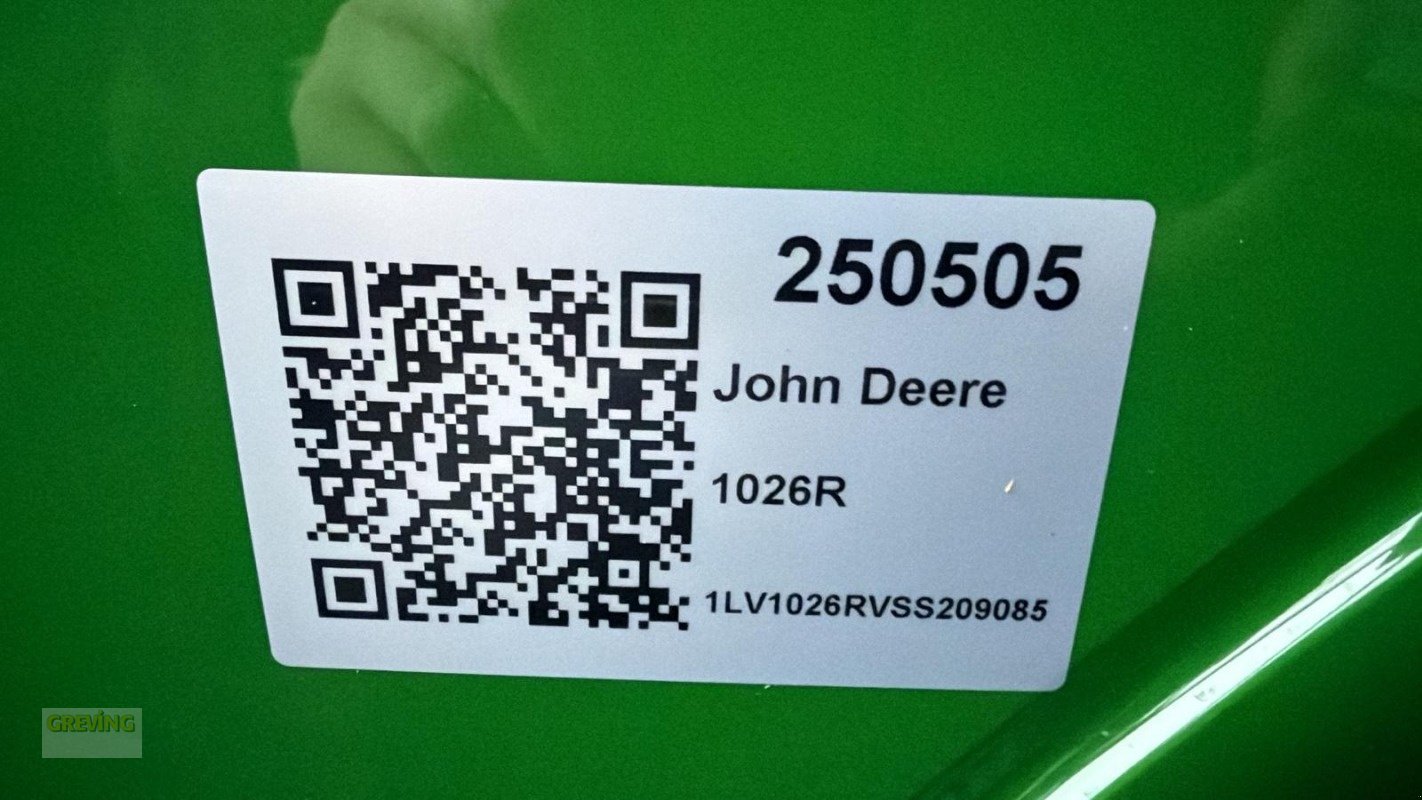 250505
John Deere
1026R
1LV1026RVSS209085
GREVING